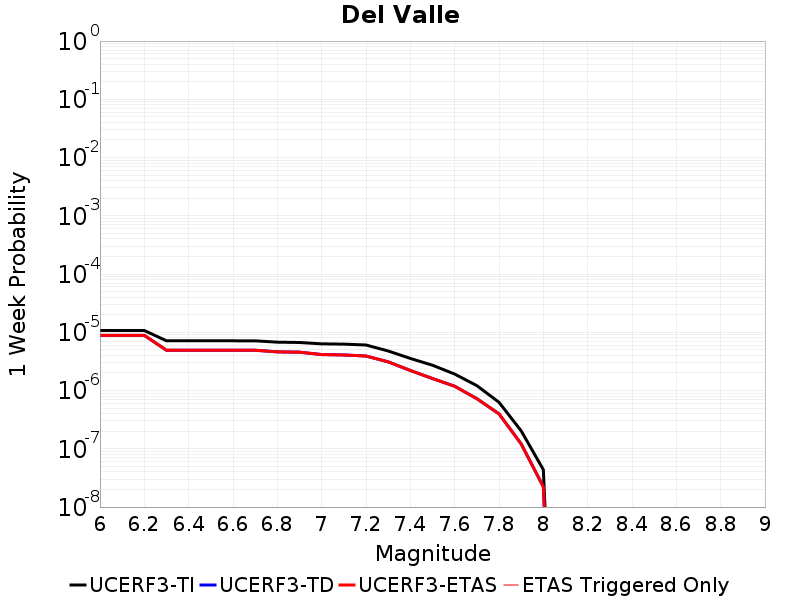 Del Valle
1 Week Probability
10^0
10^-1
10^-2
10^-3
10^-4
10^-5
10^-6
10^-7
10^-8
6 6.2 6.4 6.6 6.8 7 7.2 7.4 7.6 7.8 8 8.2 8.4 8.6 8.8 9
Magnitude
UCERF3-TI UCERF3-TD UCERF3-ETAS ETAS Triggered Only